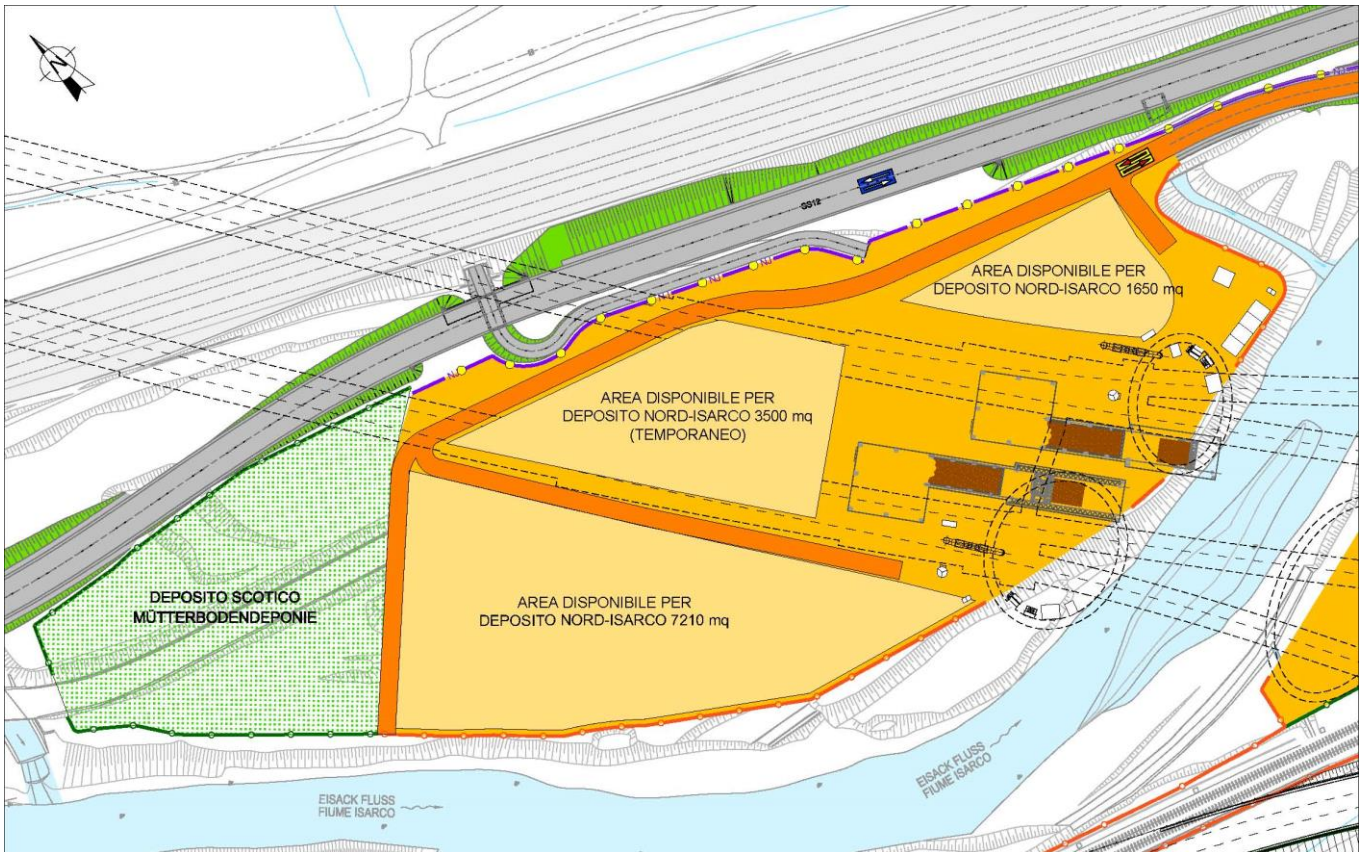 N
SS12
AREA DISPONIBILE PER
DEPOSITO NORD-ISARCO 1650 mq
AREA DISPONIBILE PER
DEPOSITO NORD-ISARCO 3500 mq
(TEMPORANEO)
DEPOSITO SCOTICO
MÜTTERBODENDEPONIE
AREA DISPONIBILE PER
DEPOSITO NORD-ISARCO 7210 mq
EISACK FLUSS
FIUME ISARCO
EISACK FLUSS
FIUME ISARCO